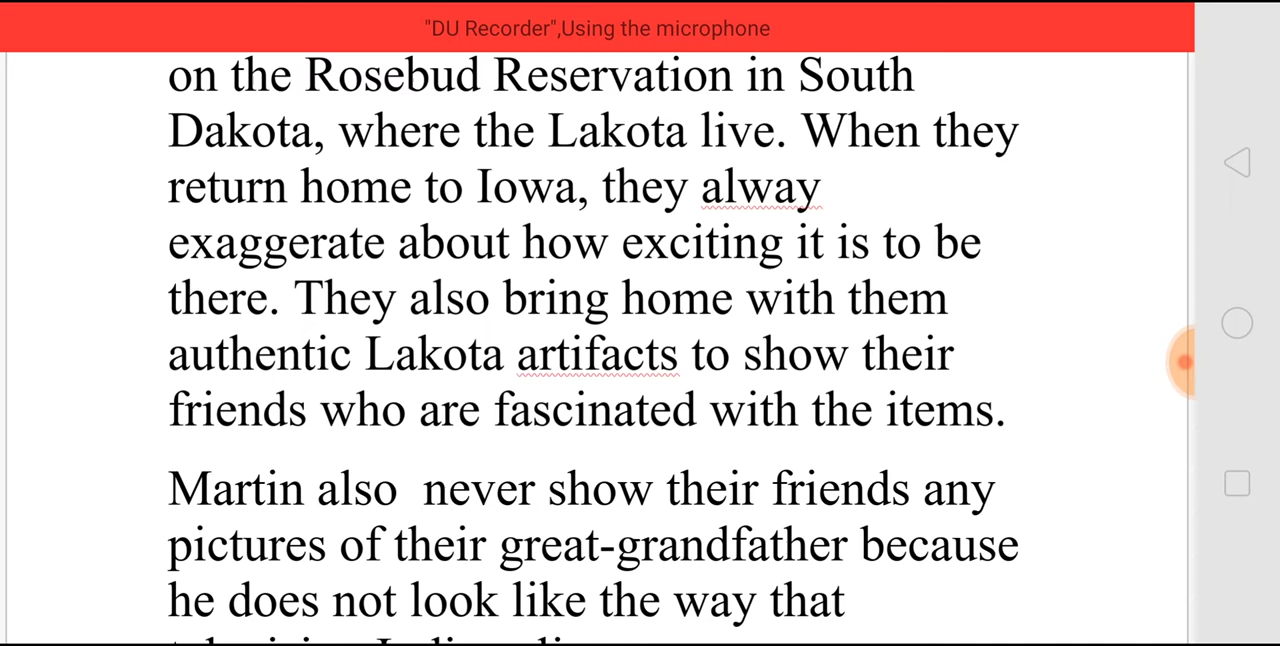 "DU Recorder",Using the microphone
on the Rosebud Reservation in South
Dakota, where the Lakota live. When they
return home to Iowa, they alway
exaggerate about how exciting it is to be
there. They also bring home with them
authentic Lakota artifacts to show their
friends who are fascinated with the items.
Martin also  never show their friends any
pictures of their great-grandfather because
he does not look like the way that